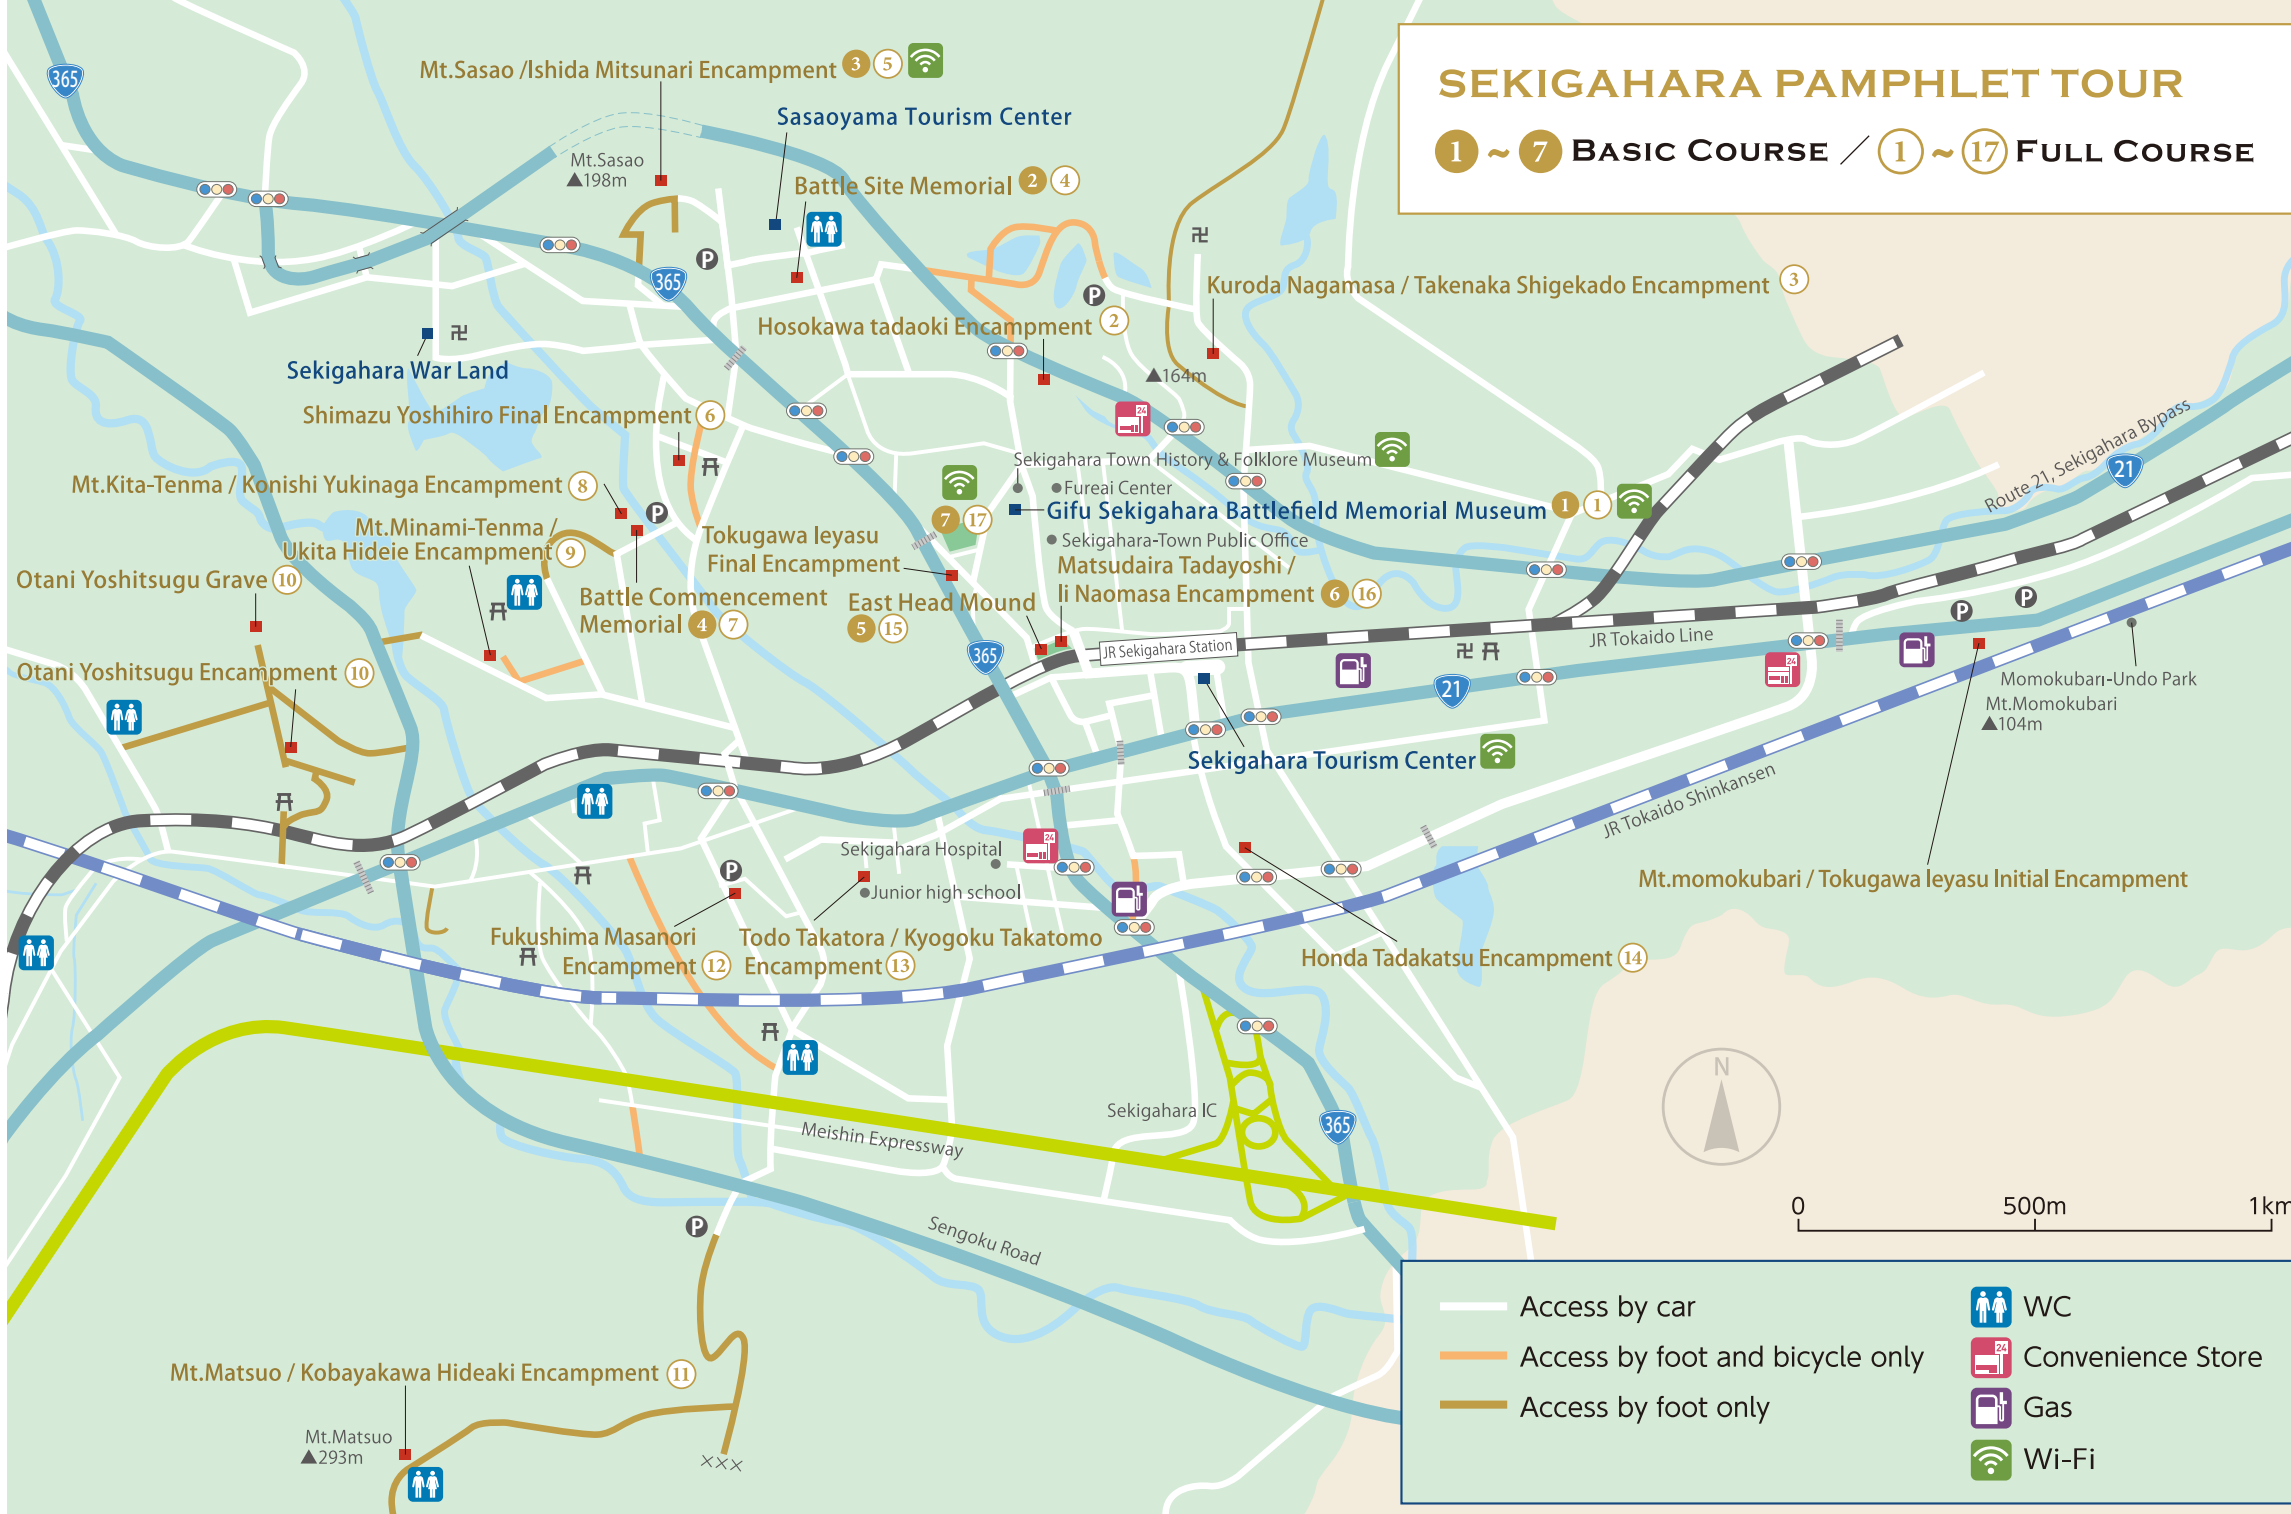 SEKIGAHARA PAMPHLET TOUR
1 ~ 7 BASIC COURSE / 1 ~ 17 FULL COURSE
365
Mt.Sasao /Ishida Mitsunari Encampment 3 5
Sasaoyama Tourism Center
Mt.Sasao
▲198m
Battle Site Memorial 2 4
P
365
Kuroda Nagamasa / Takenaka Shigekado Encampment 3
P
Hosokawa tadaoki Encampment 2
Sekigahara War Land
▲164m
Shimazu Yoshihiro Final Encampment 6
24
Route 21, Sekigahara Bypass
21
Sekigahara Town History & Folklore Museum
Fureai Center
Mt.Kita-Tenma / Konishi Yukinaga Encampment 8
P
7 17
Gifu Sekigahara Battlefield Memorial Museum 1 1
Mt.Minami-Tenma /
Ukita Hideie Encampment 9
Tokugawa Ieyasu
Final Encampment
Sekigahara-Town Public Office
Otani Yoshitsugu Grave 10
Matsudaira Tadayoshi /
Ii Naomasa Encampment 6 16
Battle Commencement
Memorial 4 7
East Head Mound
5 15
P
P
JR Tokaido Line
JR Sekigahara Station
365
Otani Yoshitsugu Encampment 10
21
24
Momokubari-Undo Park
Mt.Momokubari
▲104m
Sekigahara Tourism Center
JR Tokaido Shinkansen
24
Sekigahara Hospital
P
Junior high school
Mt.momokubari / Tokugawa Ieyasu Initial Encampment
Fukushima Masanori
Encampment 12
Todo Takatora / Kyogoku Takatomo
Encampment 13
Honda Tadakatsu Encampment 14
N
Sekigahara IC
365
Meishin Expressway
P
Sengoku Road
0 500m 1km
Mt.Matsuo / Kobayakawa Hideaki Encampment 11
Mt.Matsuo
▲293m
Access by car
Access by foot and bicycle only
Access by foot only
WC
24
Convenience Store
Gas
Wi-Fi